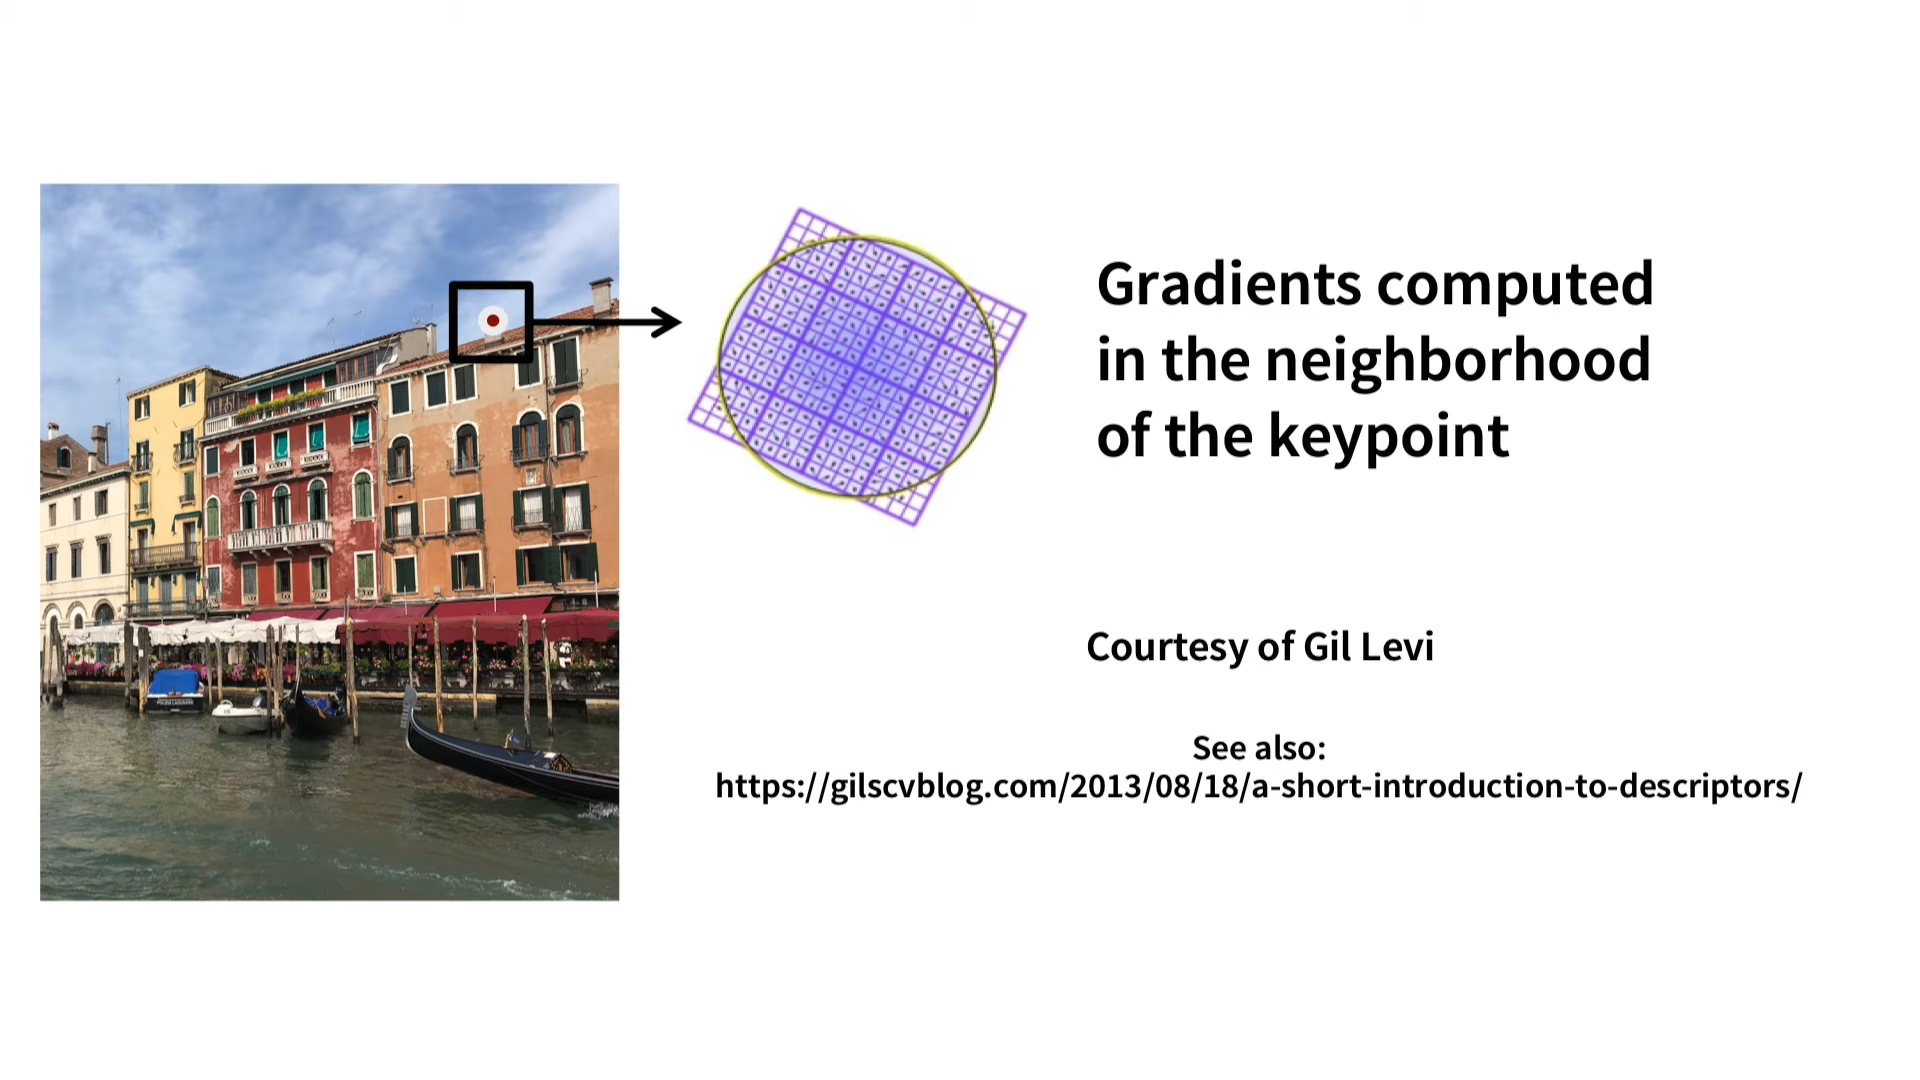 Gradients computed
in the neighborhood
of the keypoint
Courtesy of Gil Levi
See also:
https://gilscvblog.com/2013/08/18/a-short-introduction-to-descriptors/